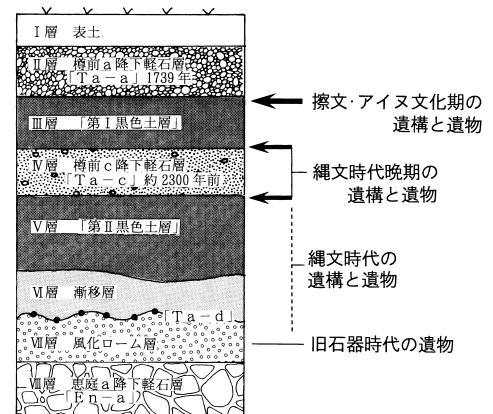 Ⅰ層 表土
Ⅱ層 樽前a降下軽石層
「Ta-a」1739年
Ⅲ層 「第Ⅰ黒色土層」
Ⅳ層 樽前c降下軽石層
「Ta-c」約2300年前
Ⅴ層 「第Ⅱ黒色土層」
Ⅵ層 漸移層
「Ta-d」
Ⅶ層 風化ローム層
Ⅷ層 恵庭a降下軽石層
「En-a」
擦文・アイヌ文化期の
遺構と遺物
縄文時代晩期の
遺構と遺物
縄文時代の
遺構と遺物
旧石器時代の遺物